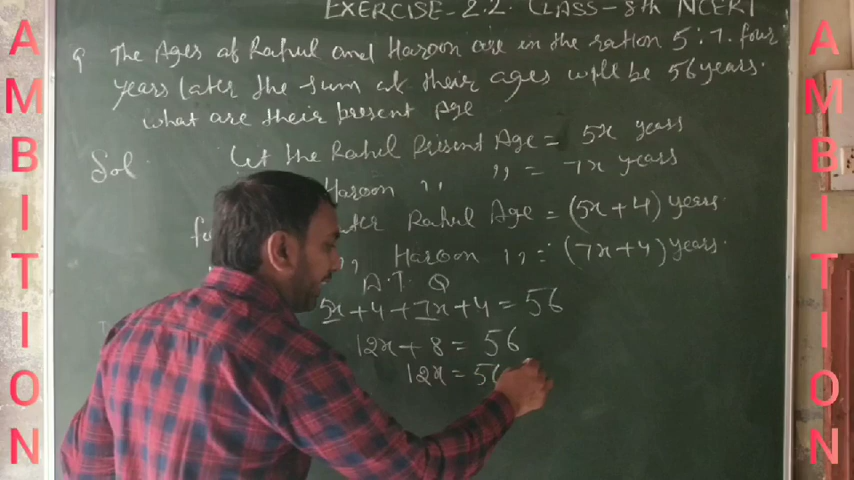 AMBITION
EXERCISE-2.2. CLASS-8th NCERT
Q The Ages of Rahul and Haroon are in the ration 5:7. four
years later the sum of their ages will be 56 years.
what are their present Age
Sol. Let the Rahul Present Age = 5x years
Haroon ,, ,, = 7x years
Rahul Age = (5x+4) years
,, Haroon ,, = (7x+4) years.
A.T. Q
5x+4+7x+4=56
12x+8=56
12x=56
AMBITION